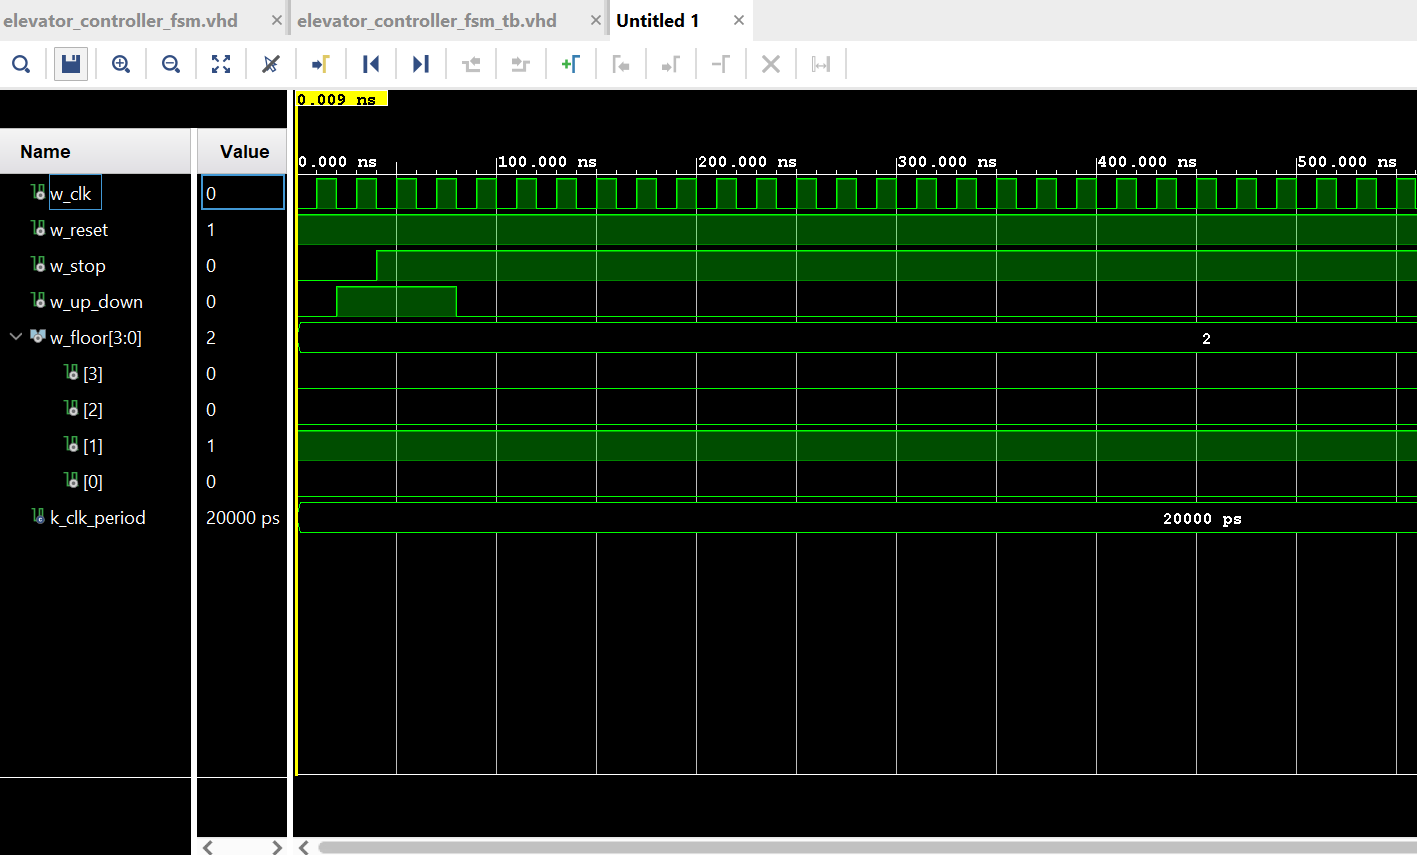 elevator_controller_fsm.vhd × elevator_controller_fsm_tb.vhd × Untitled 1 ×
0.009 ns
Name Value 0.000 ns 100.000 ns 200.000 ns 300.000 ns 400.000 ns 500.000 ns
w_clk 0
w_reset 1
w_stop 0
w_up_down 0
w_floor[3:0] 2 2
[3] 0
[2] 0
[1] 1
[0] 0
k_clk_period 20000 ps 20000 ps